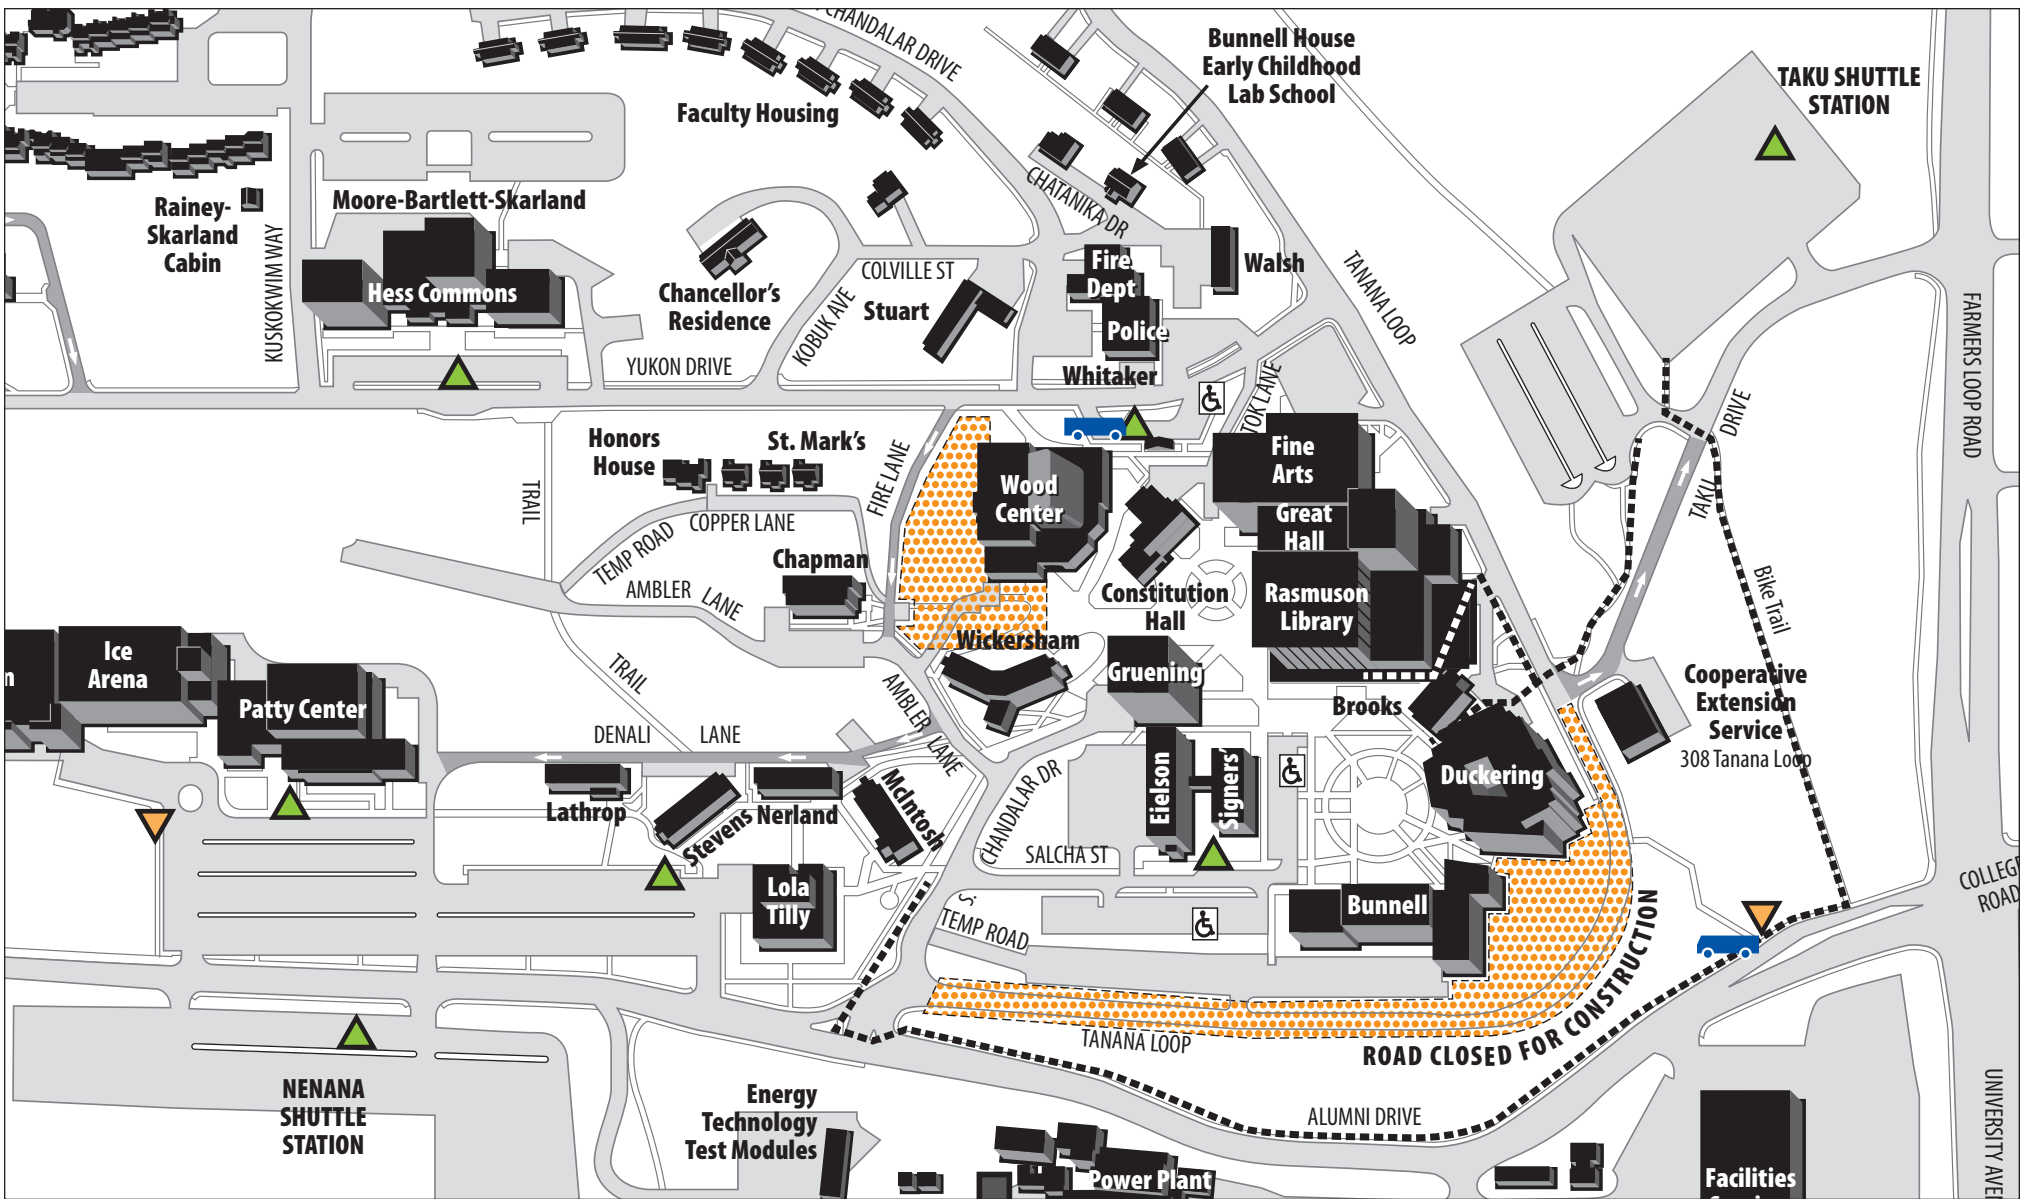 CHANDALAR DRIVE
Bunnell House
Early Childhood
Lab School
TAKU SHUTTLE
STATION
Faculty Housing
Rainey-
Skarland
Cabin
KUSKOKWIM WAY
Moore-Bartlett-Skarland
Hess Commons
CHATANIKA DR
Chancellor's
Residence
COLVILLE ST
KOBUK AVE
Stuart
Fire
Dept
Police
Whitaker
Walsh
TANANA LOOP
YUKON DRIVE
FARMERS LOOP ROAD
TOK LANE
Honors
House
St. Mark's
TRAIL
FIRE LANE
COPPER LANE
TEMP ROAD
Wood
Center
Fine
Arts
Great
Hall
TAKU
DRIVE
Chapman
AMBLER
LANE
Constitution
Hall
Rasmuson
Library
Bike Trail
n
Ice
Arena
Patty Center
TRAIL
Wickersham
Gruening
Brooks
Cooperative
Extension
Service
308 Tanana Loop
DENALI
LANE
AMBLER
LANE
Lathrop
Stevens
Nerland
McIntosh
CHANDALAR DR
Eielson
Signers'
Duckering
SALCHA ST
Lola
Tilly
S.
TEMP ROAD
Bunnell
COLLEGE
ROAD
ROAD CLOSED FOR CONSTRUCTION
TANANA LOOP
NENANA
SHUTTLE
STATION
Energy
Technology
Test Modules
ALUMNI DRIVE
UNIVERSITY AVE
Power Plant
Facilities